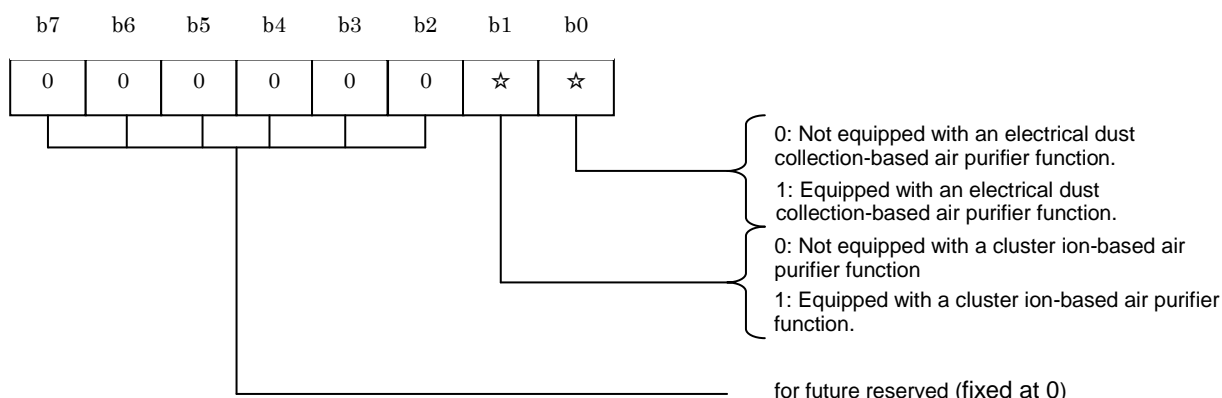 b7 b6 b5 b4 b3 b2 b1 b0
0 0 0 0 0 0 ☆ ☆
0: Not equipped with an electrical dust
collection-based air purifier function.
1: Equipped with an electrical dust
collection-based air purifier function.
0: Not equipped with a cluster ion-based air
purifier function
1: Equipped with a cluster ion-based air purifier
function.
for future reserved (fixed at 0)